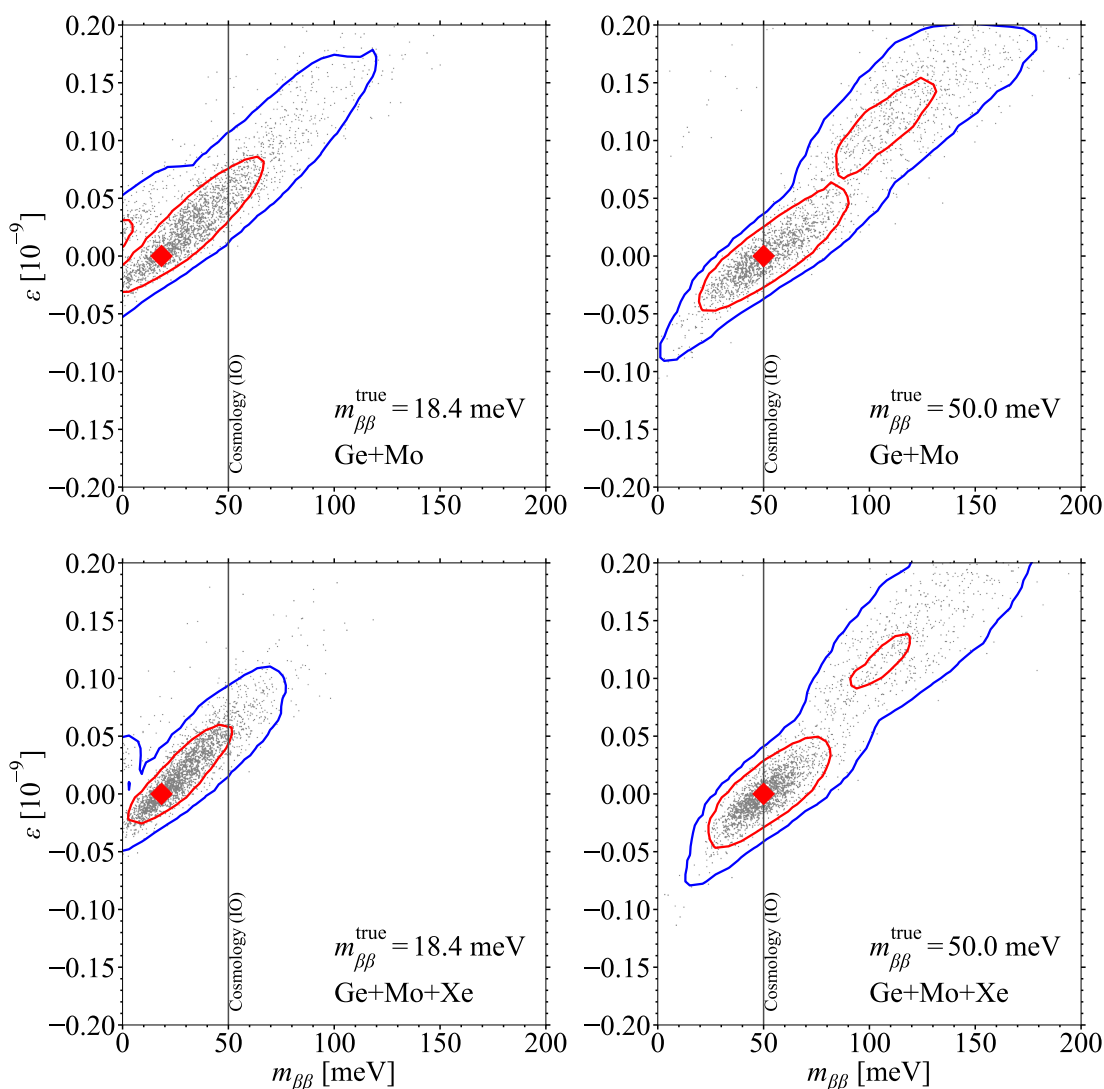 0.20
0.15
0.10
0.05
0.00
−0.05
−0.10
−0.15
−0.20
ε [10⁻⁹]
0 50 100 150 200
Cosmology (IO)
m_ββ^true = 18.4 meV
Ge+Mo
0.20
0.15
0.10
0.05
0.00
−0.05
−0.10
−0.15
−0.20
0 50 100 150 200
Cosmology (IO)
m_ββ^true = 50.0 meV
Ge+Mo
0.20
0.15
0.10
0.05
0.00
−0.05
−0.10
−0.15
−0.20
ε [10⁻⁹]
0 50 100 150 200
m_ββ [meV]
Cosmology (IO)
m_ββ^true = 18.4 meV
Ge+Mo+Xe
0.20
0.15
0.10
0.05
0.00
−0.05
−0.10
−0.15
−0.20
0 50 100 150 200
m_ββ [meV]
Cosmology (IO)
m_ββ^true = 50.0 meV
Ge+Mo+Xe